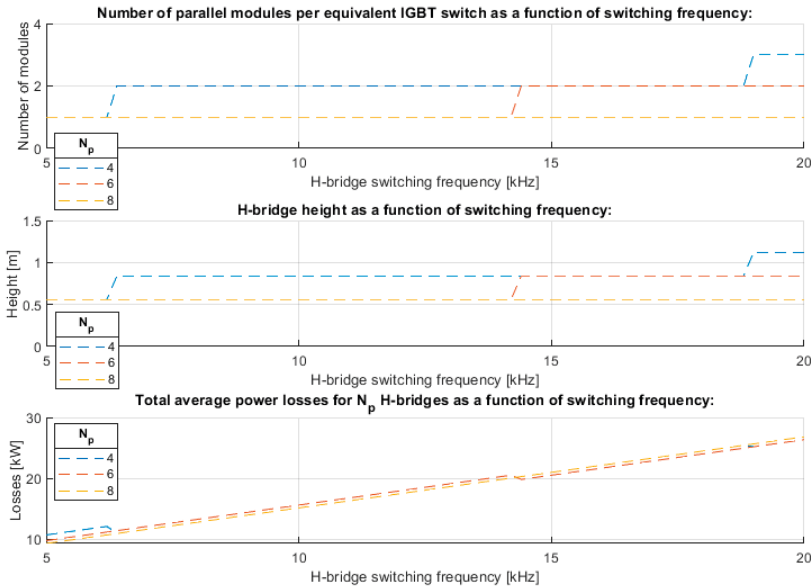 Number of parallel modules per equivalent IGBT switch as a function of switching frequency:
Number of modules
4
2
0
5
10
15
20
H-bridge switching frequency [kHz]
N_p
4
6
8
H-bridge height as a function of switching frequency:
Height [m]
1.5
1
0.5
0
5
10
15
20
H-bridge switching frequency [kHz]
N_p
4
6
8
Total average power losses for N_p H-bridges as a function of switching frequency:
Losses [kW]
30
20
10
5
10
15
20
H-bridge switching frequency [kHz]
N_p
4
6
8